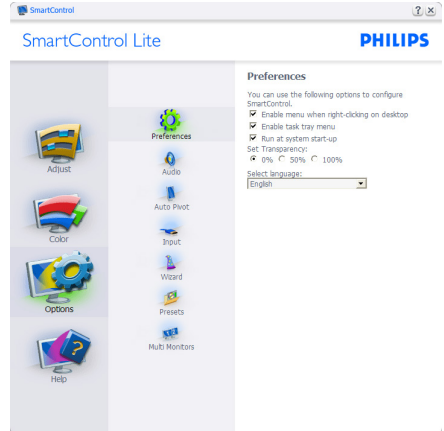 SmartControl
SmartControl Lite
PHILIPS
Adjust
Color
Options
Help
Preferences
Audio
Auto Pivot
Input
Wizard
Presets
Multi Monitors
Preferences
You can use the following options to configure
SmartControl.
Enable menu when right-clicking on desktop
Enable task tray menu
Run at system start-up
Set Transparency:
0% 50% 100%
Select language:
English